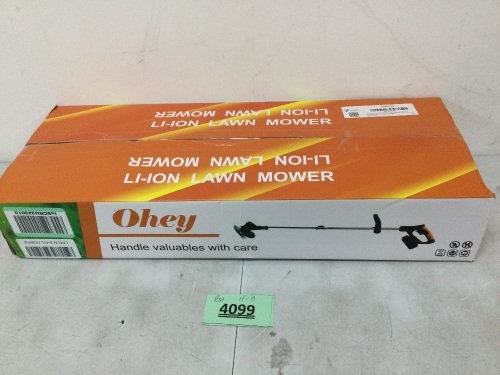 LI-ION LAWN MOWER
LI-ION LAWN MOWER
Ohey
Handle valuables with care
4099